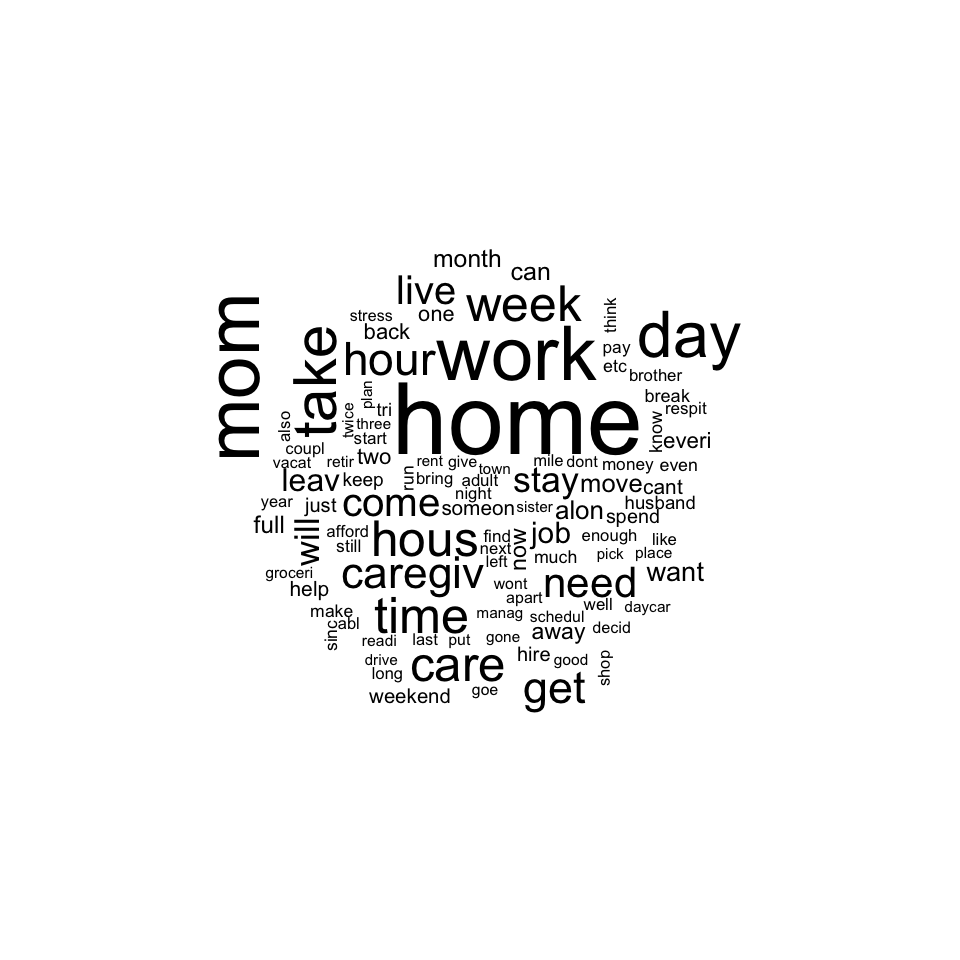 month
can
live week
stress one
back
think
mom
take
hour work
day
pay
etc
brother
home
break
respit
know everi
also
twice
plan
tri
three
start
coupl
vacat retir two
rent give
town
mile dont money even
leav keep
run
bring adult
night
stay move cant
year just come someon sister alon spend husband
full
will
afford
still
hous
find
next
left
now
job enough like
much pick place
groceri
help
caregiv
wont
apart
need want
make
abl
sinc
time
manag schedul
well daycar
away decid
readi last put gone
drive
long
care
hire good
shop
weekend goe get